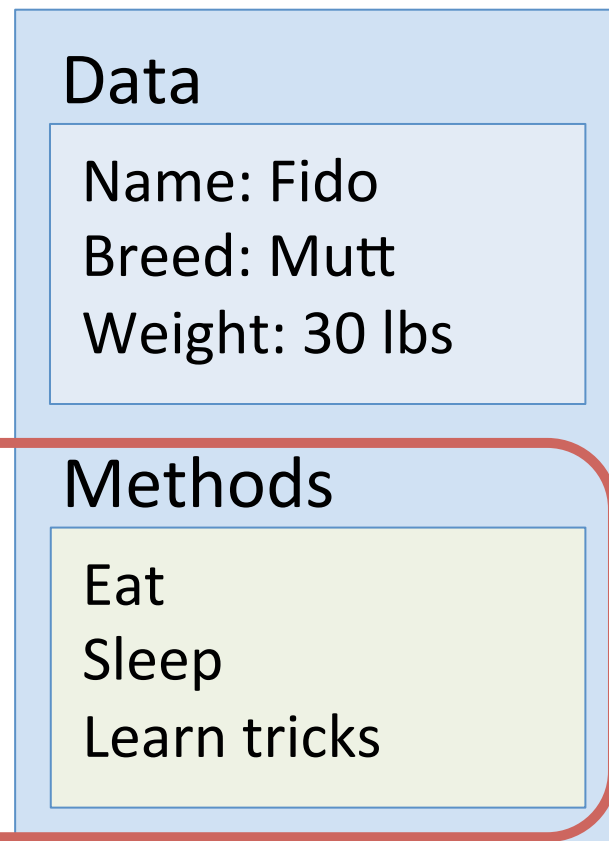 Data
Name: Fido
Breed: Mutt
Weight: 30 lbs
Methods
Eat
Sleep
Learn tricks